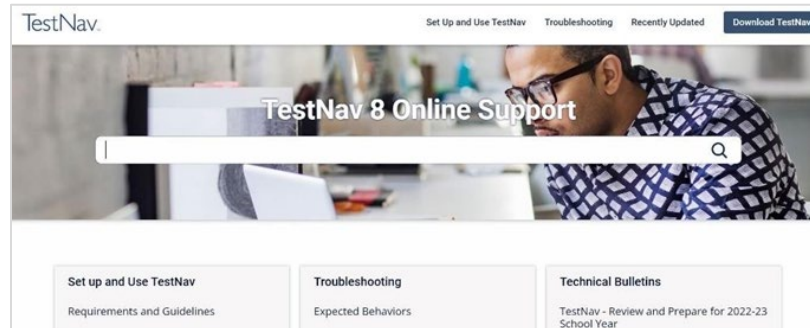 TestNav.
Set Up and Use TestNav Troubleshooting Recently Updated Download TestNav
TestNav 8 Online Support
Set up and Use TestNav
Requirements and Guidelines
Troubleshooting
Expected Behaviors
Technical Bulletins
TestNav - Review and Prepare for 2022-23
School Year